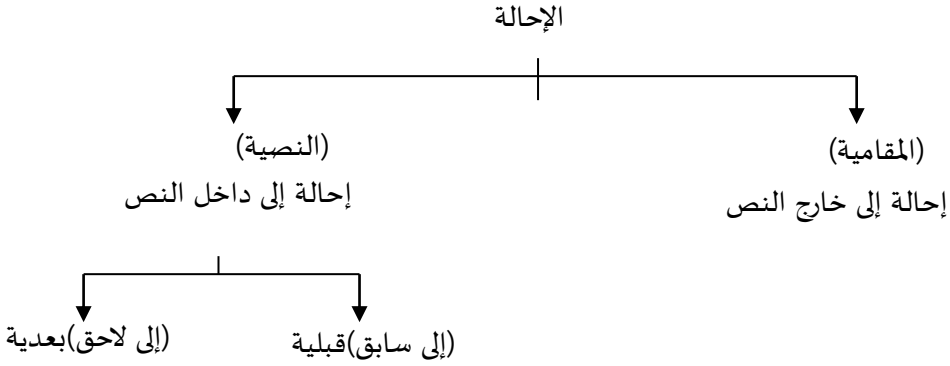 الإحالة
(المقامية)
إحالة إلى خارج النص
(النصية)
إحالة إلى داخل النص
(إلى سابق)قبلية
(إلى لاحق)بعدية